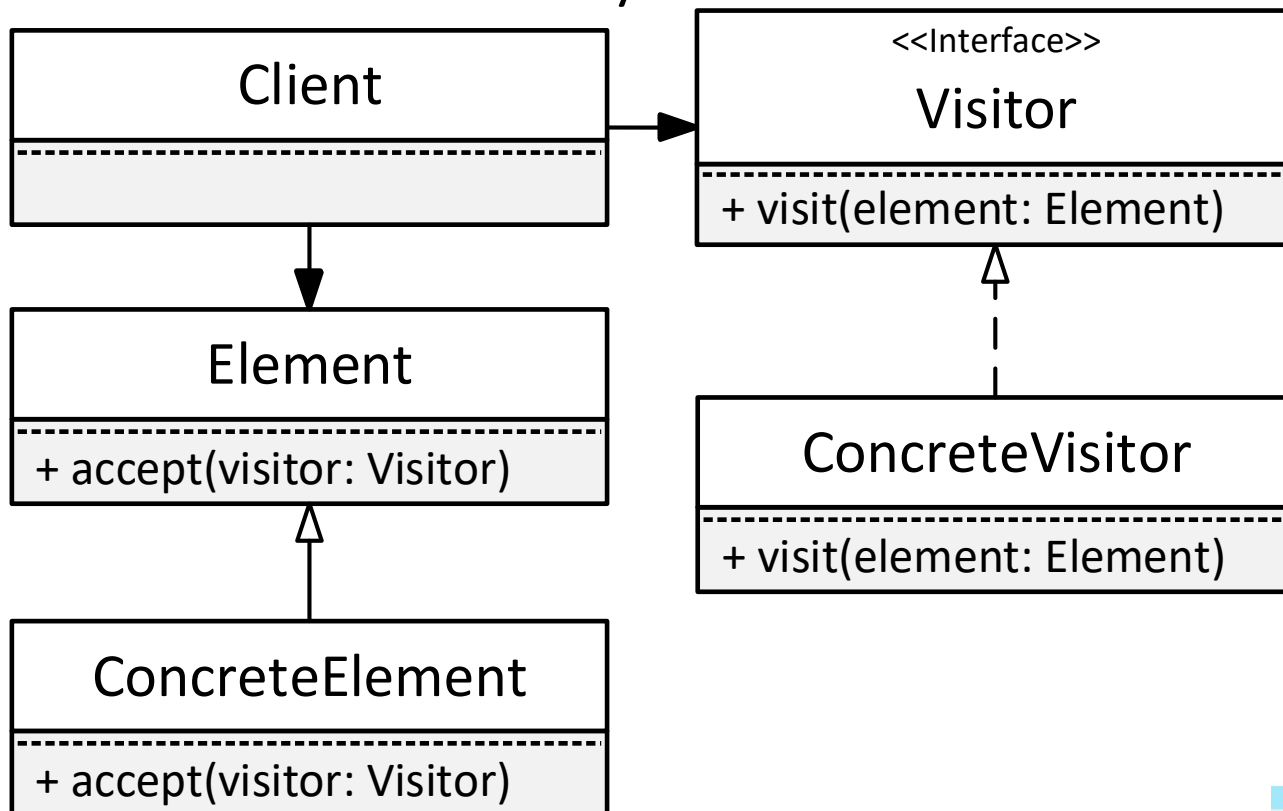 Client
<<Interface>>
Visitor
+ visit(element: Element)
Element
+ accept(visitor: Visitor)
ConcreteVisitor
+ visit(element: Element)
ConcreteElement
+ accept(visitor: Visitor)